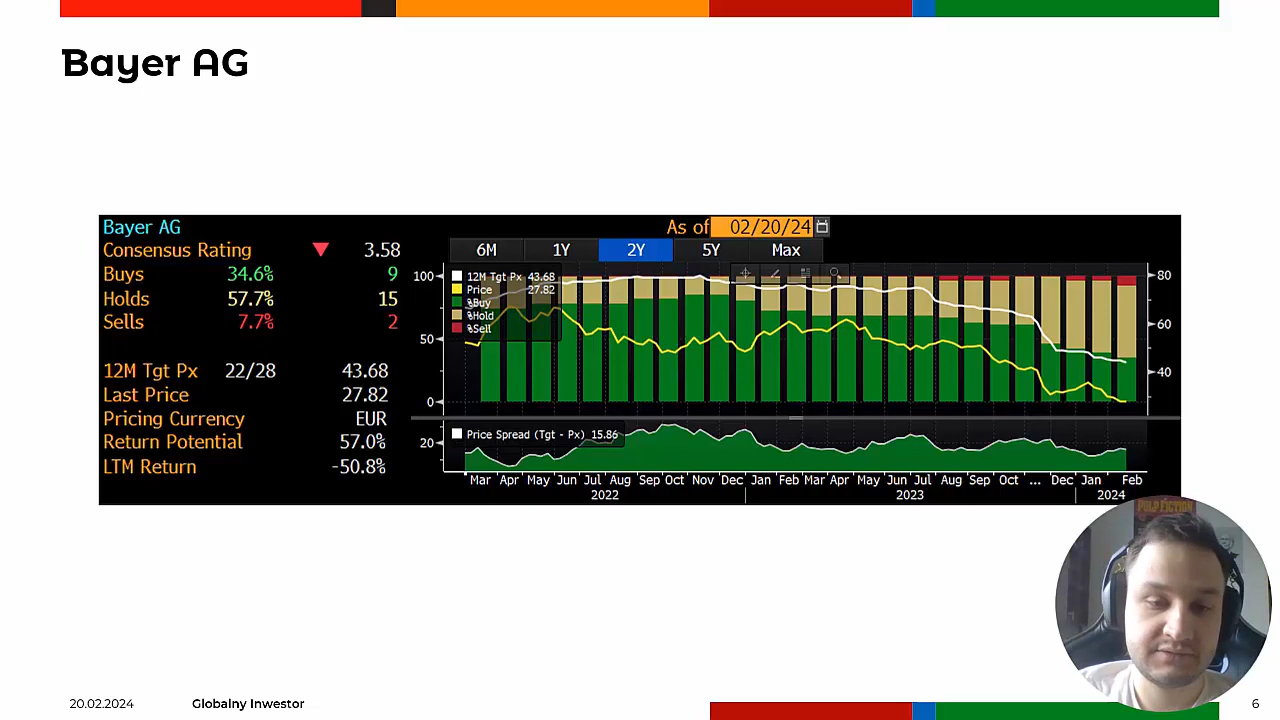 Bayer AG
Bayer AG
As of 02/20/24
Consensus Rating 3.58
6M 1Y 2Y 5Y Max
Buys 34.6% 9
Holds 57.7% 15
Sells 7.7% 2
12M Tgt Px 22/28 43.68
Last Price 27.82
Pricing Currency EUR
Return Potential 57.0%
LTM Return -50.8%
100
50
0
12M Tgt Px 43.68
Price 27.82
%Buy
%Hold
%Sell
80
60
40
20
Price Spread (Tgt - Px) 15.86
Mar Apr May Jun Jul Aug Sep Oct Nov Dec Jan Feb Mar Apr May Jun Jul Aug Sep Oct ... Dec Jan Feb
2022 2023 2024
PULP FICTION
20.02.2024 Globalny Inwestor 6